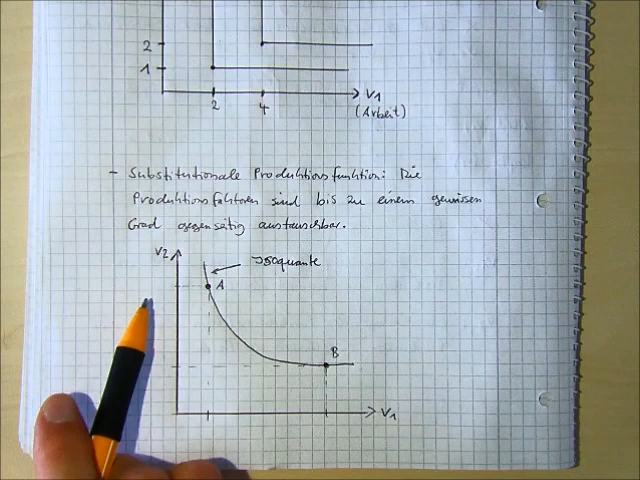 2
1
2
4
V1
(Arbeit)
- Substitutionale Produktionsfunktion: Die
Produktionsfaktoren sind bis zu einem gewissen
Grad gegenseitig austauschbar.
V2
Isoquante
A
B
V1